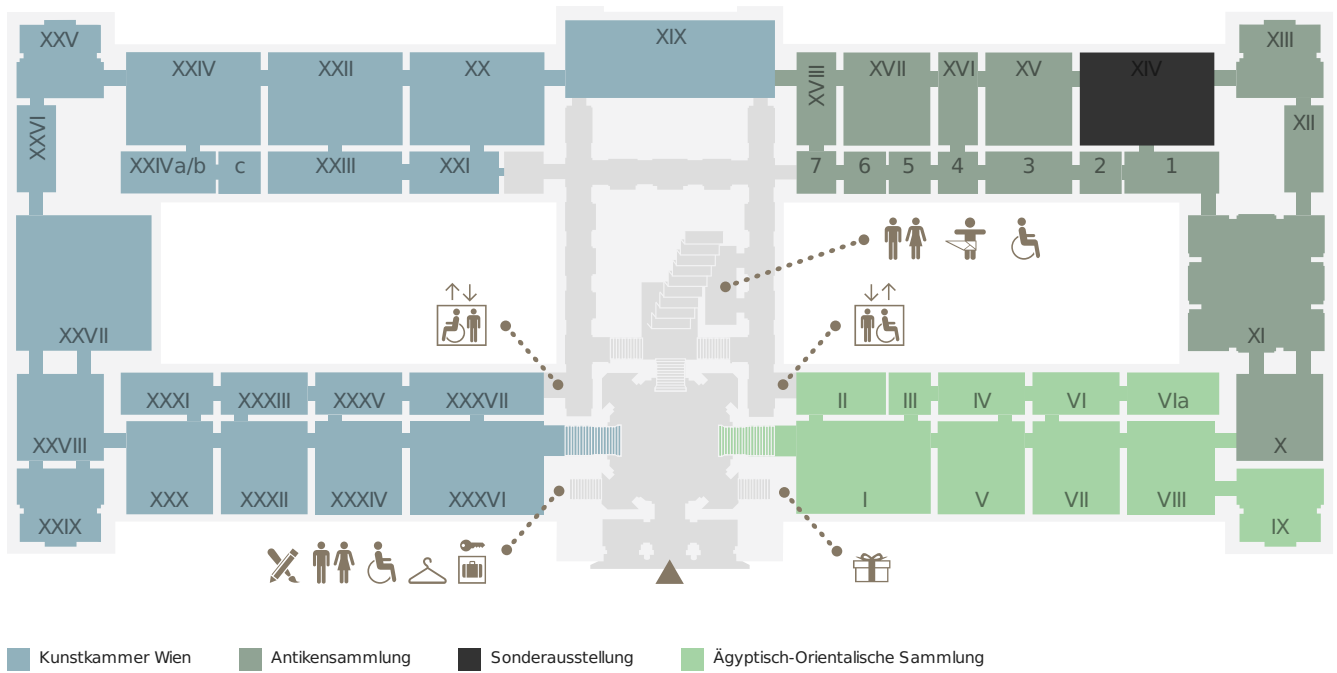 XXV
XIX
XIII
XXIV
XXII
XX
XVIII
XVII
XVI
XV
XIV
XII
XXVI
XXIVa/b
c
XXIII
XXI
7
6
5
4
3
2
1
XXVII
XI
XXXI
XXXIII
XXXV
XXXVII
II
III
IV
VI
VIa
XXVIII
X
XXX
XXXII
XXXIV
XXXVI
I
V
VII
VIII
XXIX
IX
Kunstkammer Wien
Antikensammlung
Sonderausstellung
Ägyptisch-Orientalische Sammlung